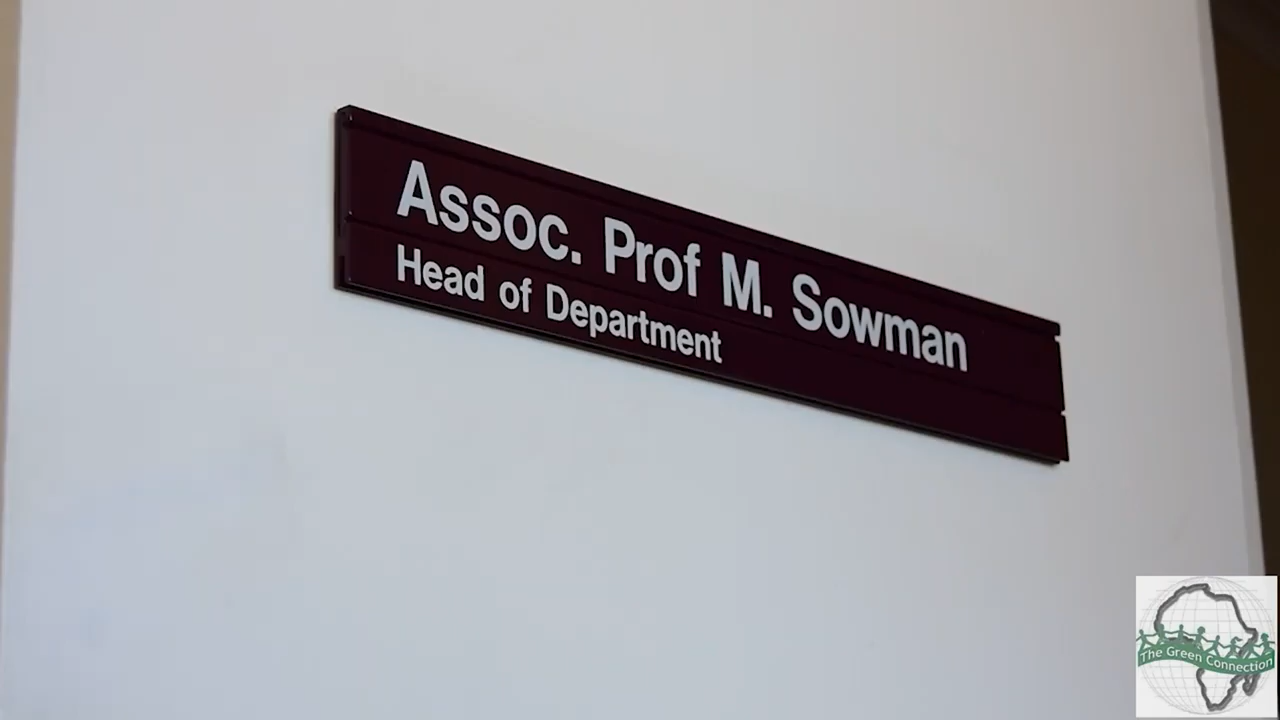 Assoc. Prof M. Sowman
Head of Department
The Green Connection